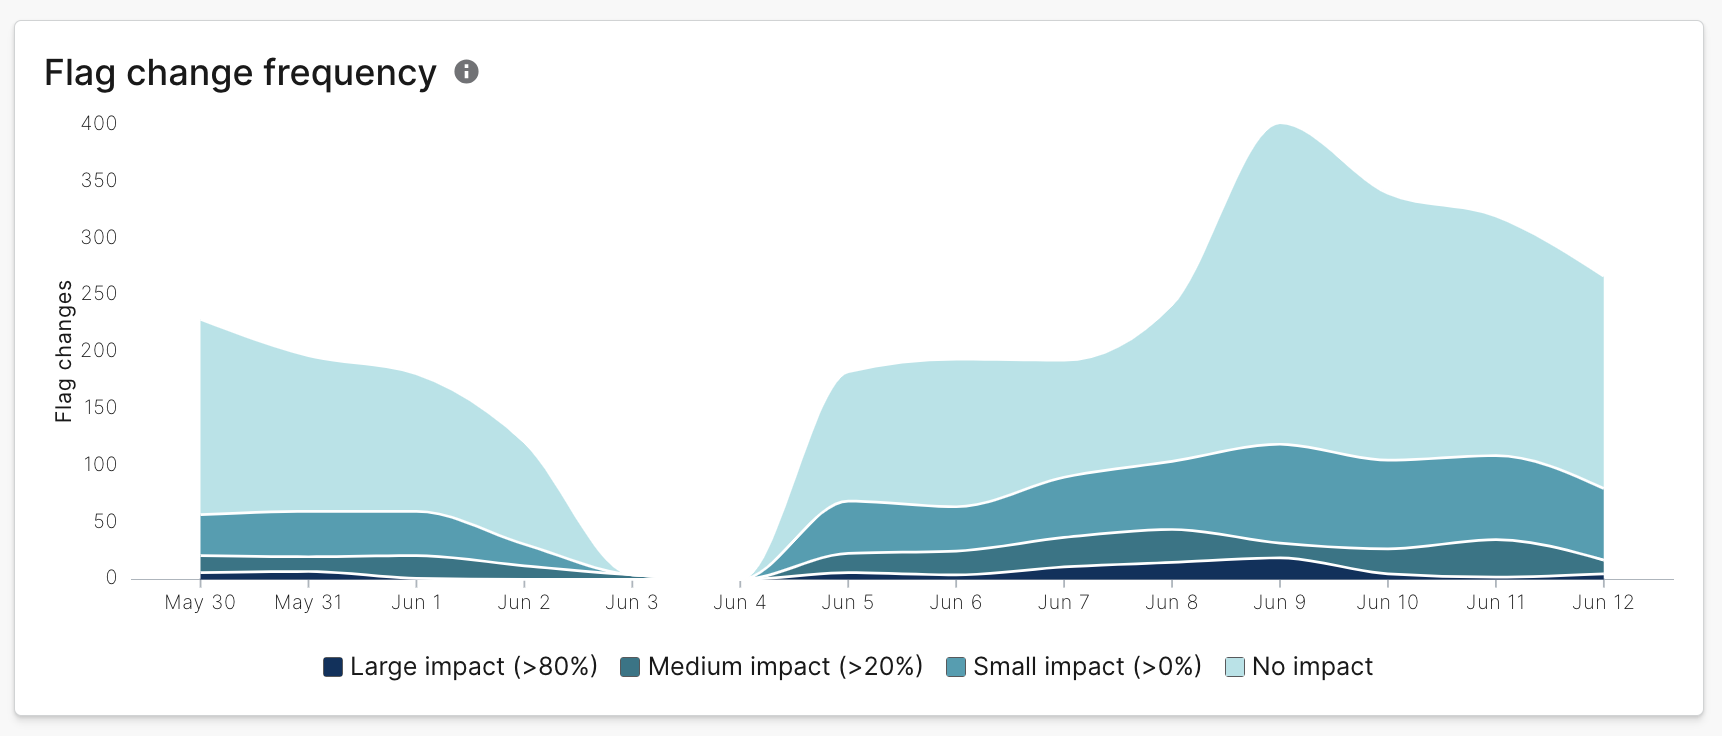 Flag change frequency
400
350
300
250
200
150
100
50
0
Flag changes
May 30 May 31 Jun 1 Jun 2 Jun 3 Jun 4 Jun 5 Jun 6 Jun 7 Jun 8 Jun 9 Jun 10 Jun 11 Jun 12
Large impact (>80%) Medium impact (>20%) Small impact (>0%) No impact